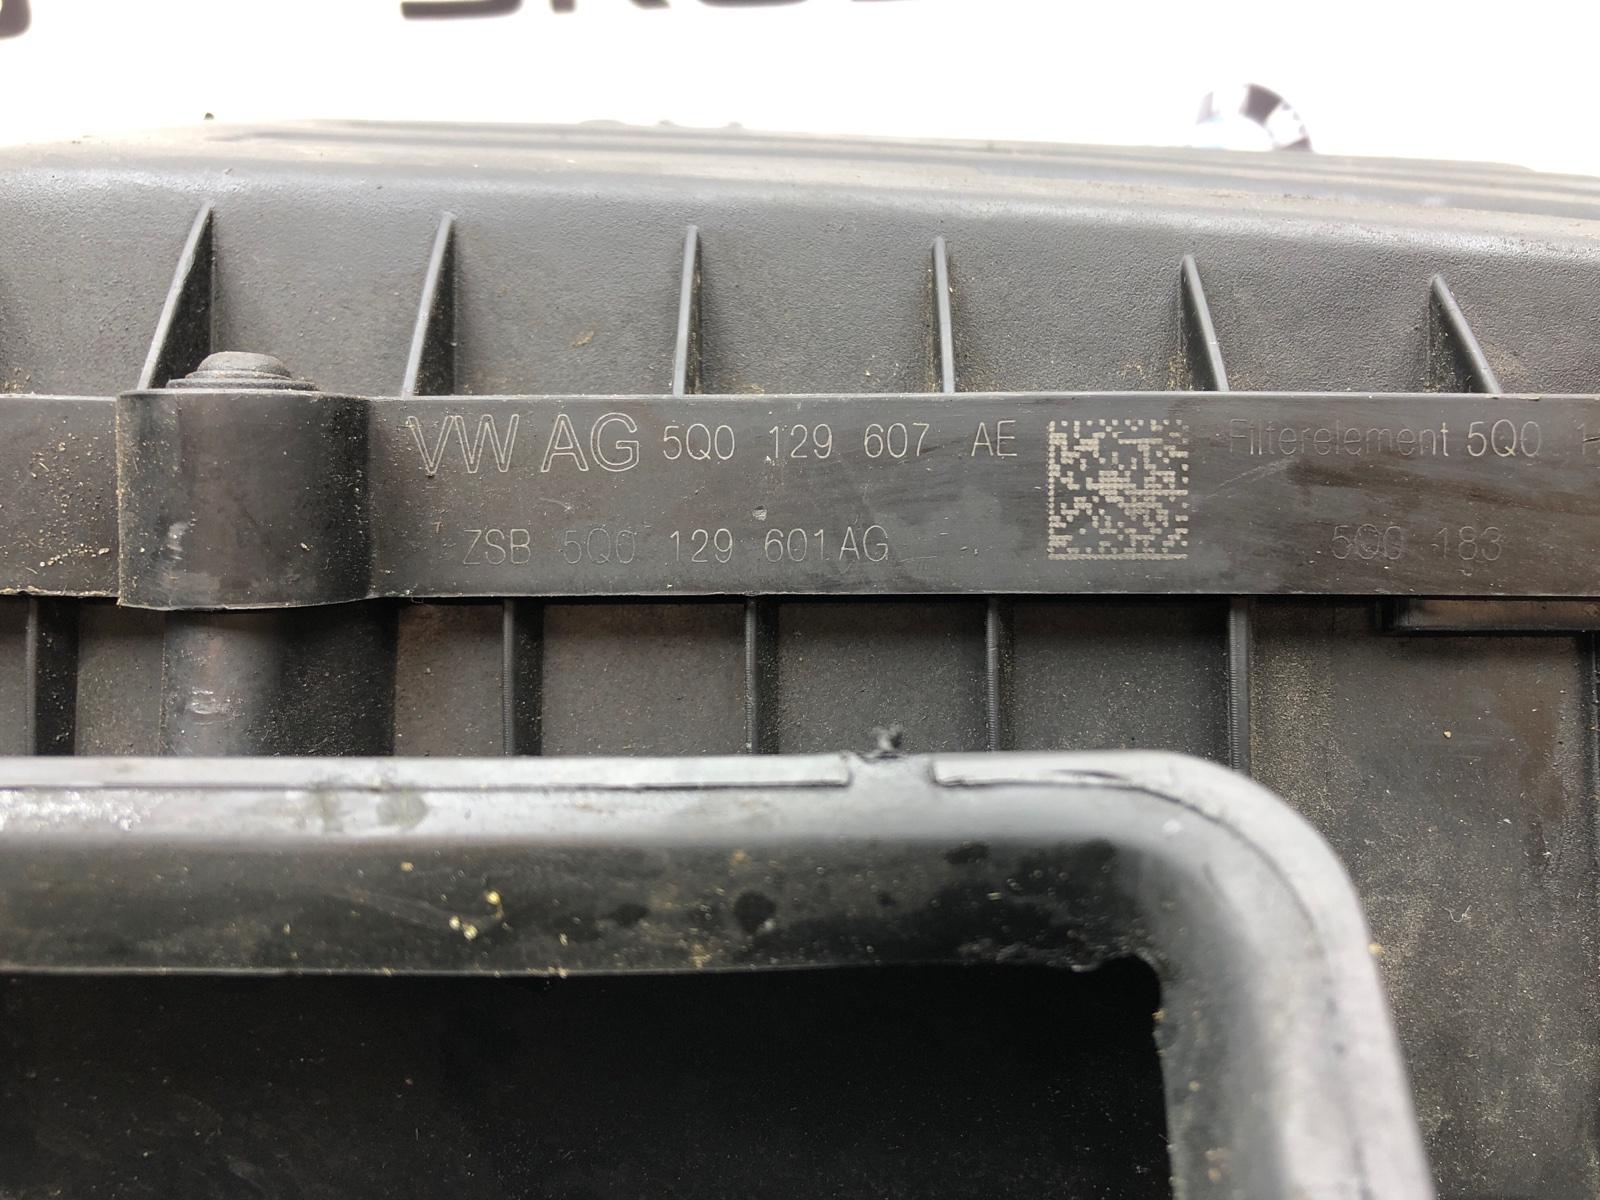 VW AG 5Q0 129 607 AE Filterelement 5Q0
ZSB 5Q0 129 601 AG 5Q0 183